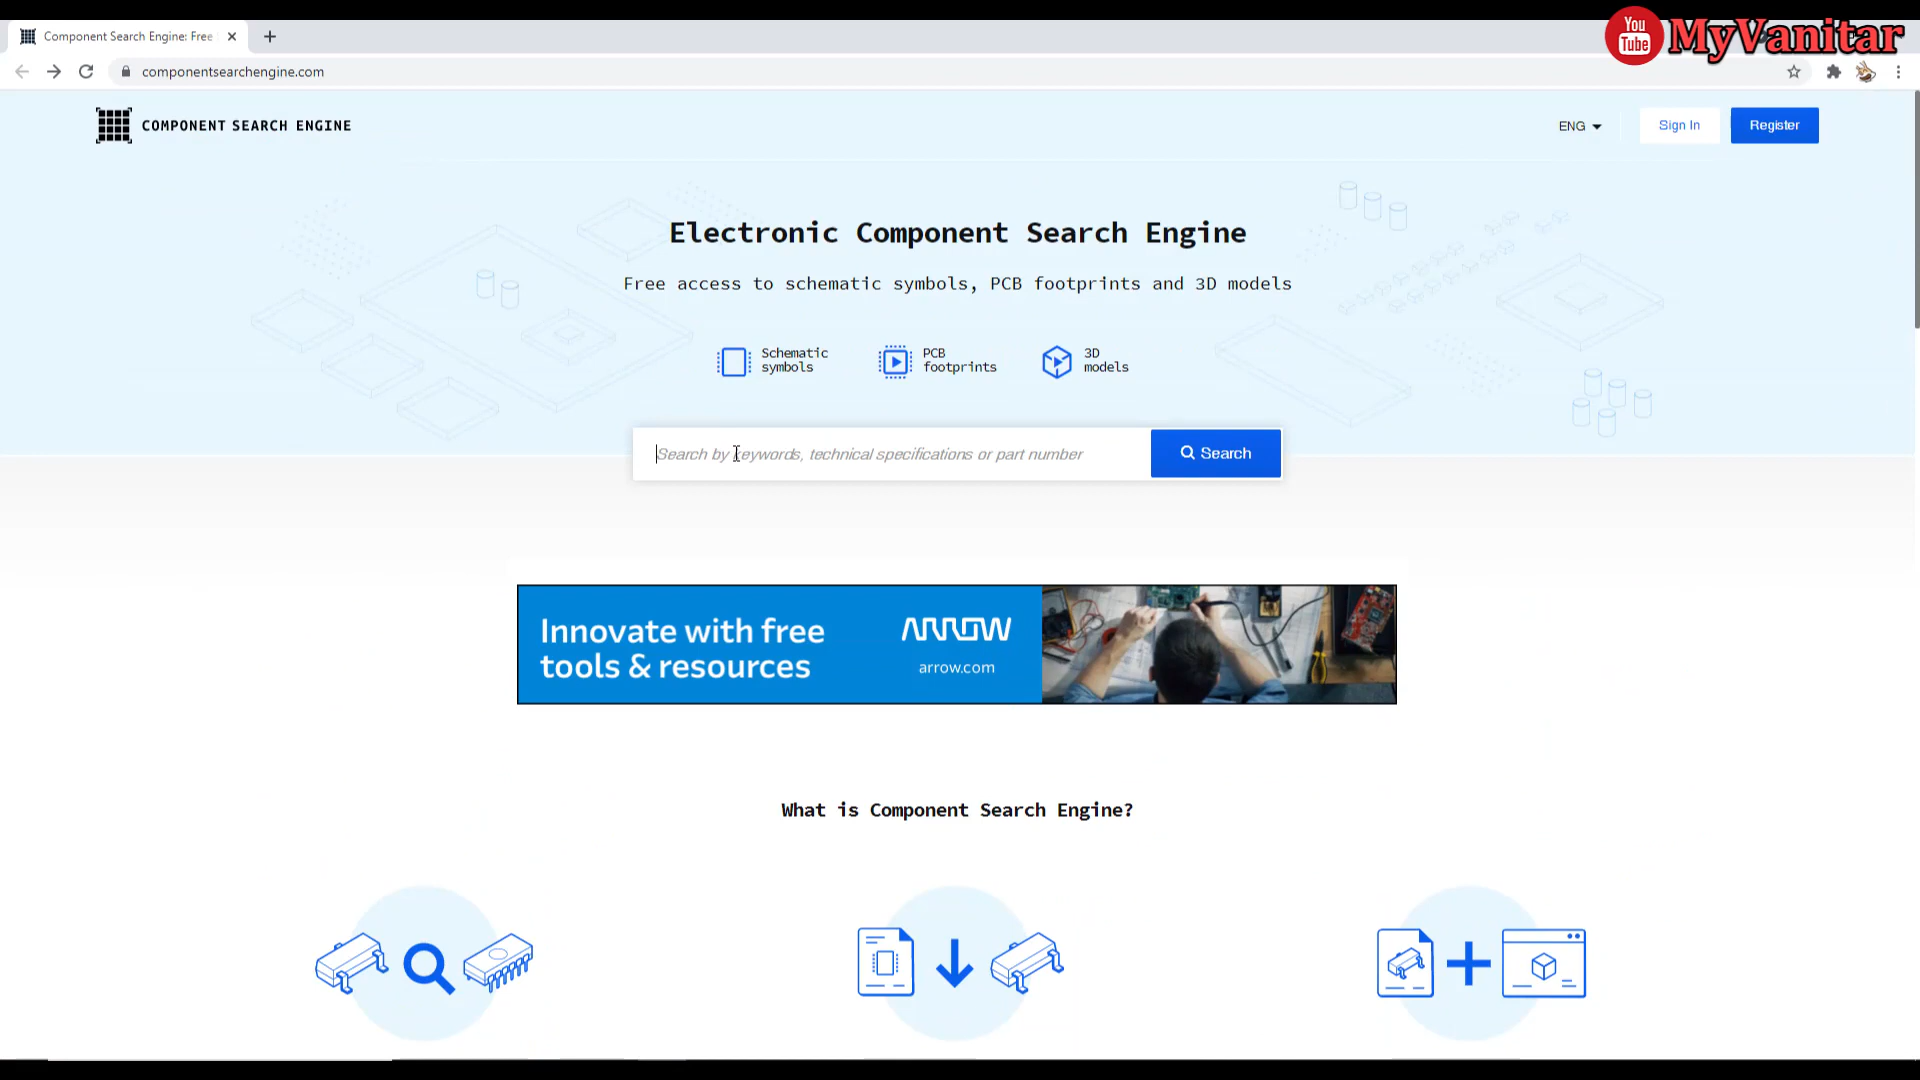 You
Tube
MyVanitar
Component Search Engine: Free
componentsearchengine.com
COMPONENT SEARCH ENGINE
ENG
Sign In
Register
Electronic Component Search Engine
Free access to schematic symbols, PCB footprints and 3D models
Schematic
symbols
PCB
footprints
3D
models
Search by keywords, technical specifications or part number
Search
Innovate with free
tools & resources
ARROW
arrow.com
What is Component Search Engine?